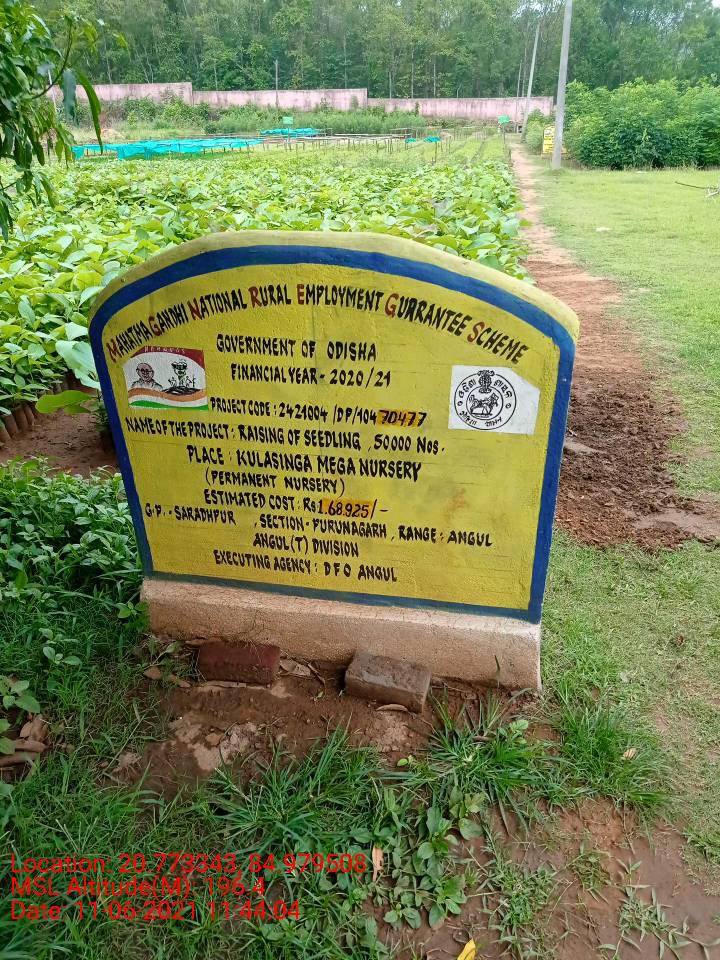 MAHATHA GANDHI NATIONAL RURAL EMPLOYMENT GURRANTEE SCHEME
GOVERNMENT OF ODISHA
FINANCIAL YEAR - 2020/21
PROJECT CODE : 2421004 /DP/10470477
NAME OF THE PROJECT : RAISING OF SEEDLING , 50000 NOS.
PLACE : KULASINGA MEGA NURSERY
(PERMANENT NURSERY)
ESTIMATED COST : Rs 1.68.925/-
G.P. - SARADHPUR , SECTION - PURUNAGARH , RANGE : ANGUL
ANGUL (T) DIVISION
EXECUTING AGENCY : DFO ANGUL
Location: 20.773343, 84.979508
MSL Altitude(M): 196.4
Date: 11-06-2021 11:44:04